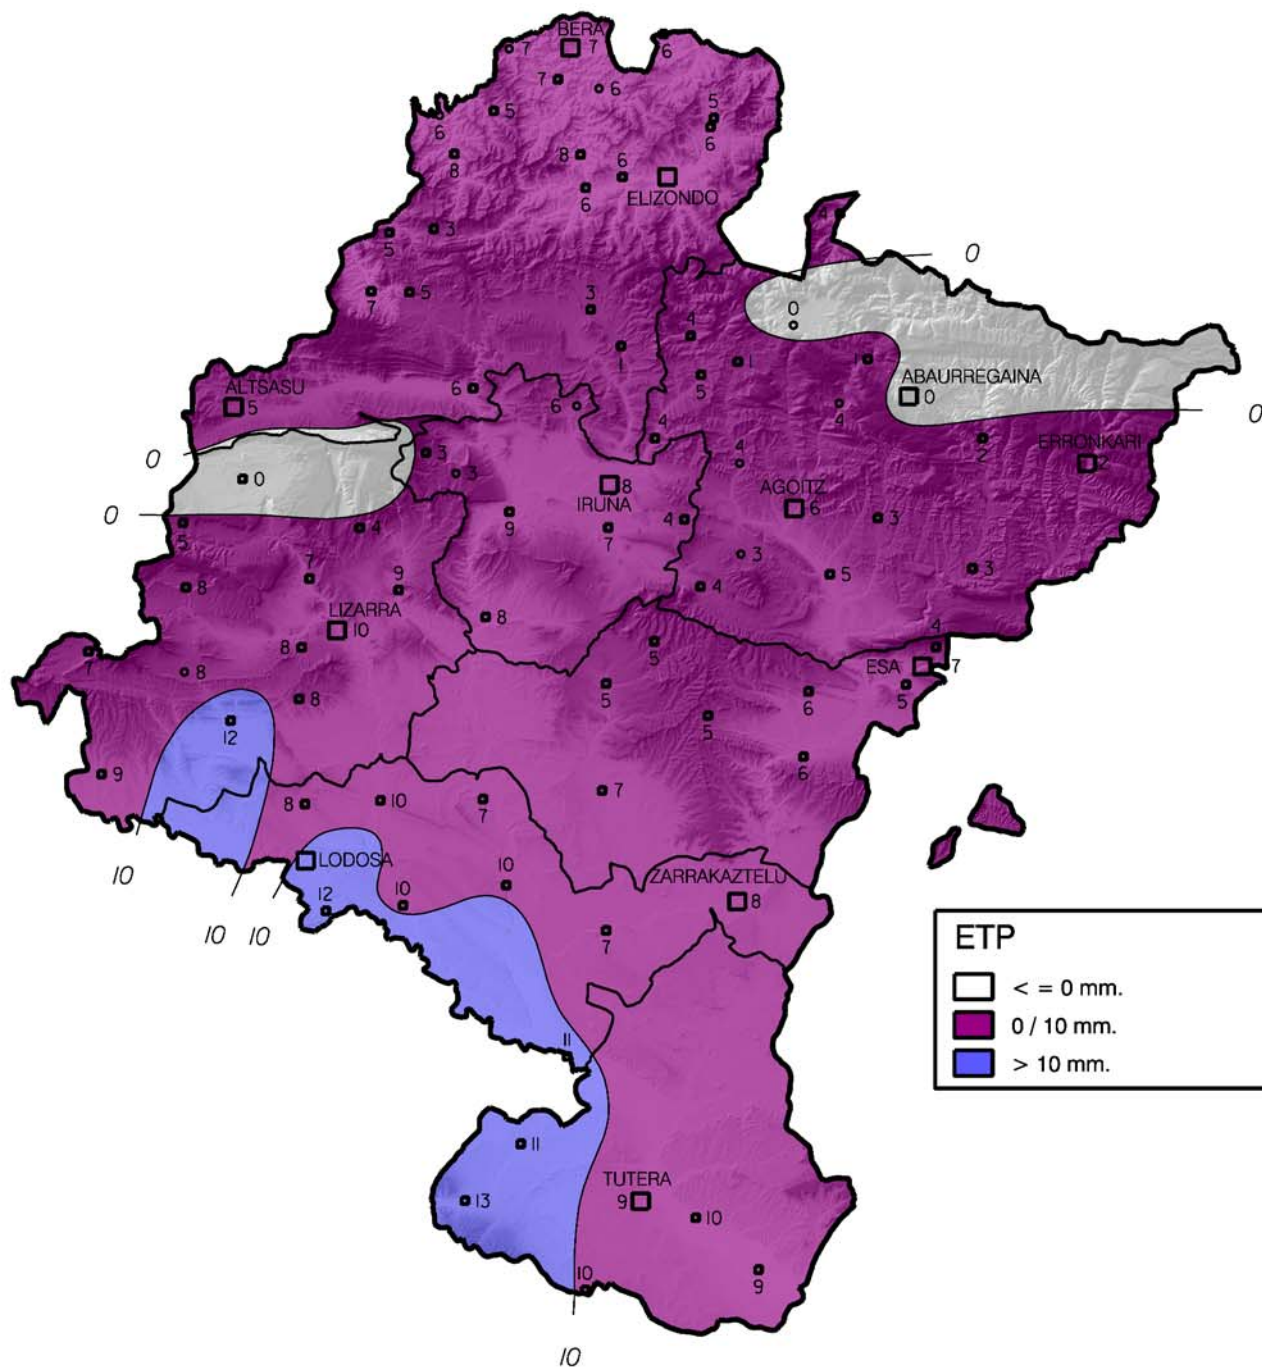 BERA
7 7 6
7 6
5 5
6 6
8 8 6
6 ELIZONDO
4
5 3
0
7 5 3 0
4
1 1
ALTSASU 5 ABAURREGAINA
5 6 6 4 0
0
4 ERRONKARI
0 3 4 2 2
0 3 8 AGOITZ
IRUNA 6
0 9 4 3
5 4 7
7 3
8 9 5 3
4
LIZARRA 8
10 4
8 5 ESA 7
7 8 5 5
8 6
12 5
9 6
8 10 7 7
10 LODOSA 10 ZARRAKAZTELU
12 10 8
10 10 7
ETP
< = 0 mm.
0 / 10 mm.
> 10 mm.
11
11
TUTERA
13 9 10
10 9
10